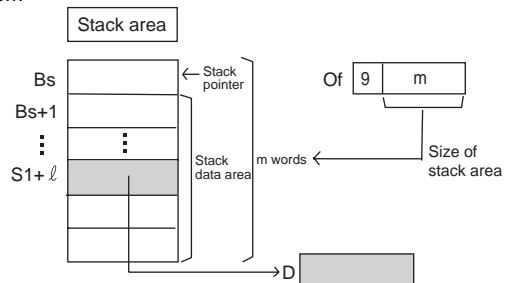 Stack area
Bs
Stack pointer
Bs+1
⋮
⋮
S1+ ℓ
Stack data area
m words
Of 9 m
Size of stack area
D